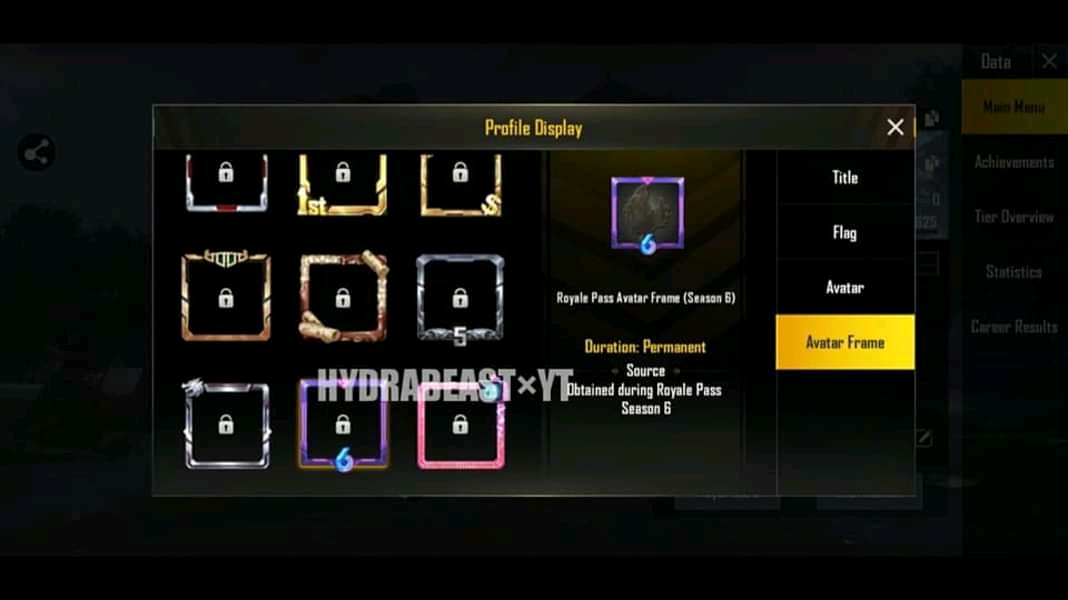 Data
Profile Display
Main Menu
Achievements
Tier Overview
Statistics
Career Results
Title
Flag
Avatar
Avatar Frame
1st
$
5
6
6
Royale Pass Avatar Frame (Season 6)
Duration: Permanent
Source
Obtained during Royale Pass
Season 6
HYDRABEAST×YT